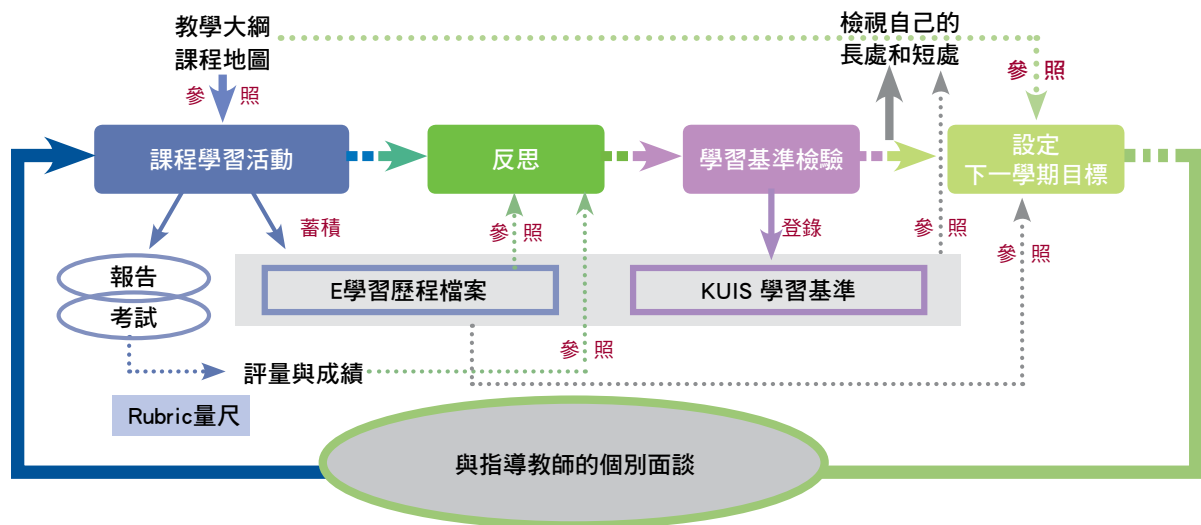 教學大綱
課程地圖
檢視自己的
長處和短處
參 照
參 照
課程學習活動
反思
學習基準檢驗
設定
下一學期目標
蓄積
參 照
登錄
參 照
參 照
報告
考試
E學習歷程檔案
KUIS 學習基準
參 照
評量與成績
Rubric量尺
與指導教師的個別面談